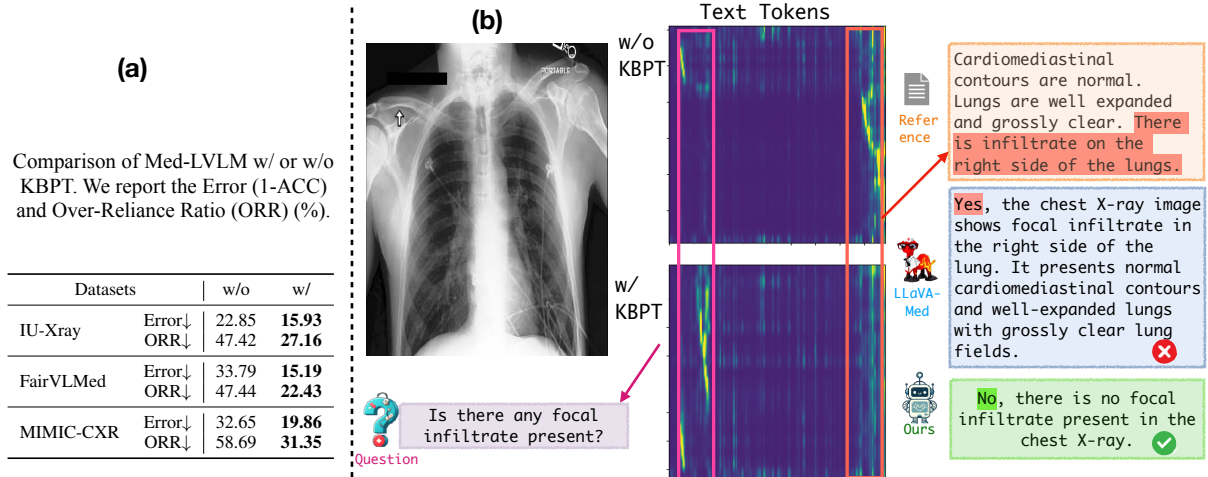 (a)
Comparison of Med-LVLM w/ or w/o
KBPT. We report the Error (1-ACC)
and Over-Reliance Ratio (ORR) (%).
Datasets w/o w/
IU-Xray Error↓ 22.85 15.93
ORR↓ 47.42 27.16
FairVLMed Error↓ 33.79 15.19
ORR↓ 47.44 22.43
MIMIC-CXR Error↓ 32.65 19.86
ORR↓ 58.69 31.35
(b)
PORTABLE
Question
Is there any focal
infiltrate present?
Text Tokens
w/o
KBPT
w/
KBPT
Refer
ence
Cardiomediastinal
contours are normal.
Lungs are well expanded
and grossly clear. There
is infiltrate on the
right side of the lungs.
LLaVA-
Med
Yes, the chest X-ray image
shows focal infiltrate in
the right side of the
lung. It presents normal
cardiomediastinal contours
and well-expanded lungs
with grossly clear lung
fields.
Ours
No, there is no focal
infiltrate present in the
chest X-ray.